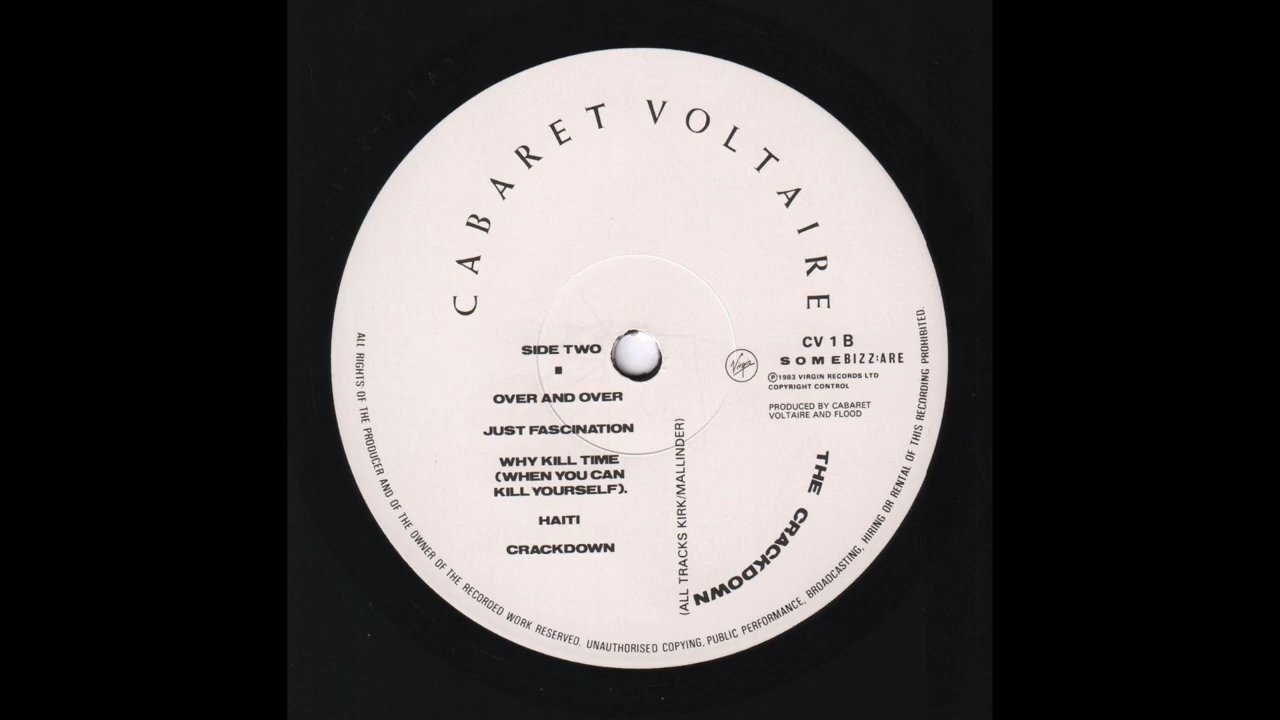 CABARET VOLTAIRE
SIDE TWO
OVER AND OVER
JUST FASCINATION
WHY KILL TIME
(WHEN YOU CAN
KILL YOURSELF).
HAITI
CRACKDOWN
(ALL TRACKS KIRK/MALLINDER)
Virgin
CV 1 B
SOMEBIZZ:ARE
Ⓟ1983 VIRGIN RECORDS LTD
COPYRIGHT CONTROL
PRODUCED BY CABARET
VOLTAIRE AND FLOOD
THE CRACKDOWN
ALL RIGHTS OF THE PRODUCER AND OF THE OWNER OF THE RECORDED WORK RESERVED. UNAUTHORISED COPYING, PUBLIC PERFORMANCE, BROADCASTING, HIRING OR RENTAL OF THIS RECORDING PROHIBITED.